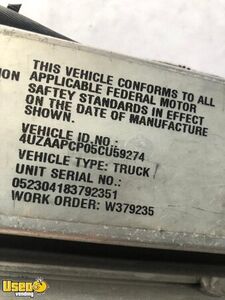 THIS VEHICLE CONFORMS TO ALL
ION APPLICABLE FEDERAL MOTOR
SAFTEY STANDARDS IN EFFECT
ON THE DATE OF MANUFACTURE
SHOWN.
VEHICLE ID NO.:
4UZAAPCP05CU59274
VEHICLE TYPE: TRUCK
UNIT SERIAL NO.:
052304183792351
WORK ORDER: W379235
Used
vending